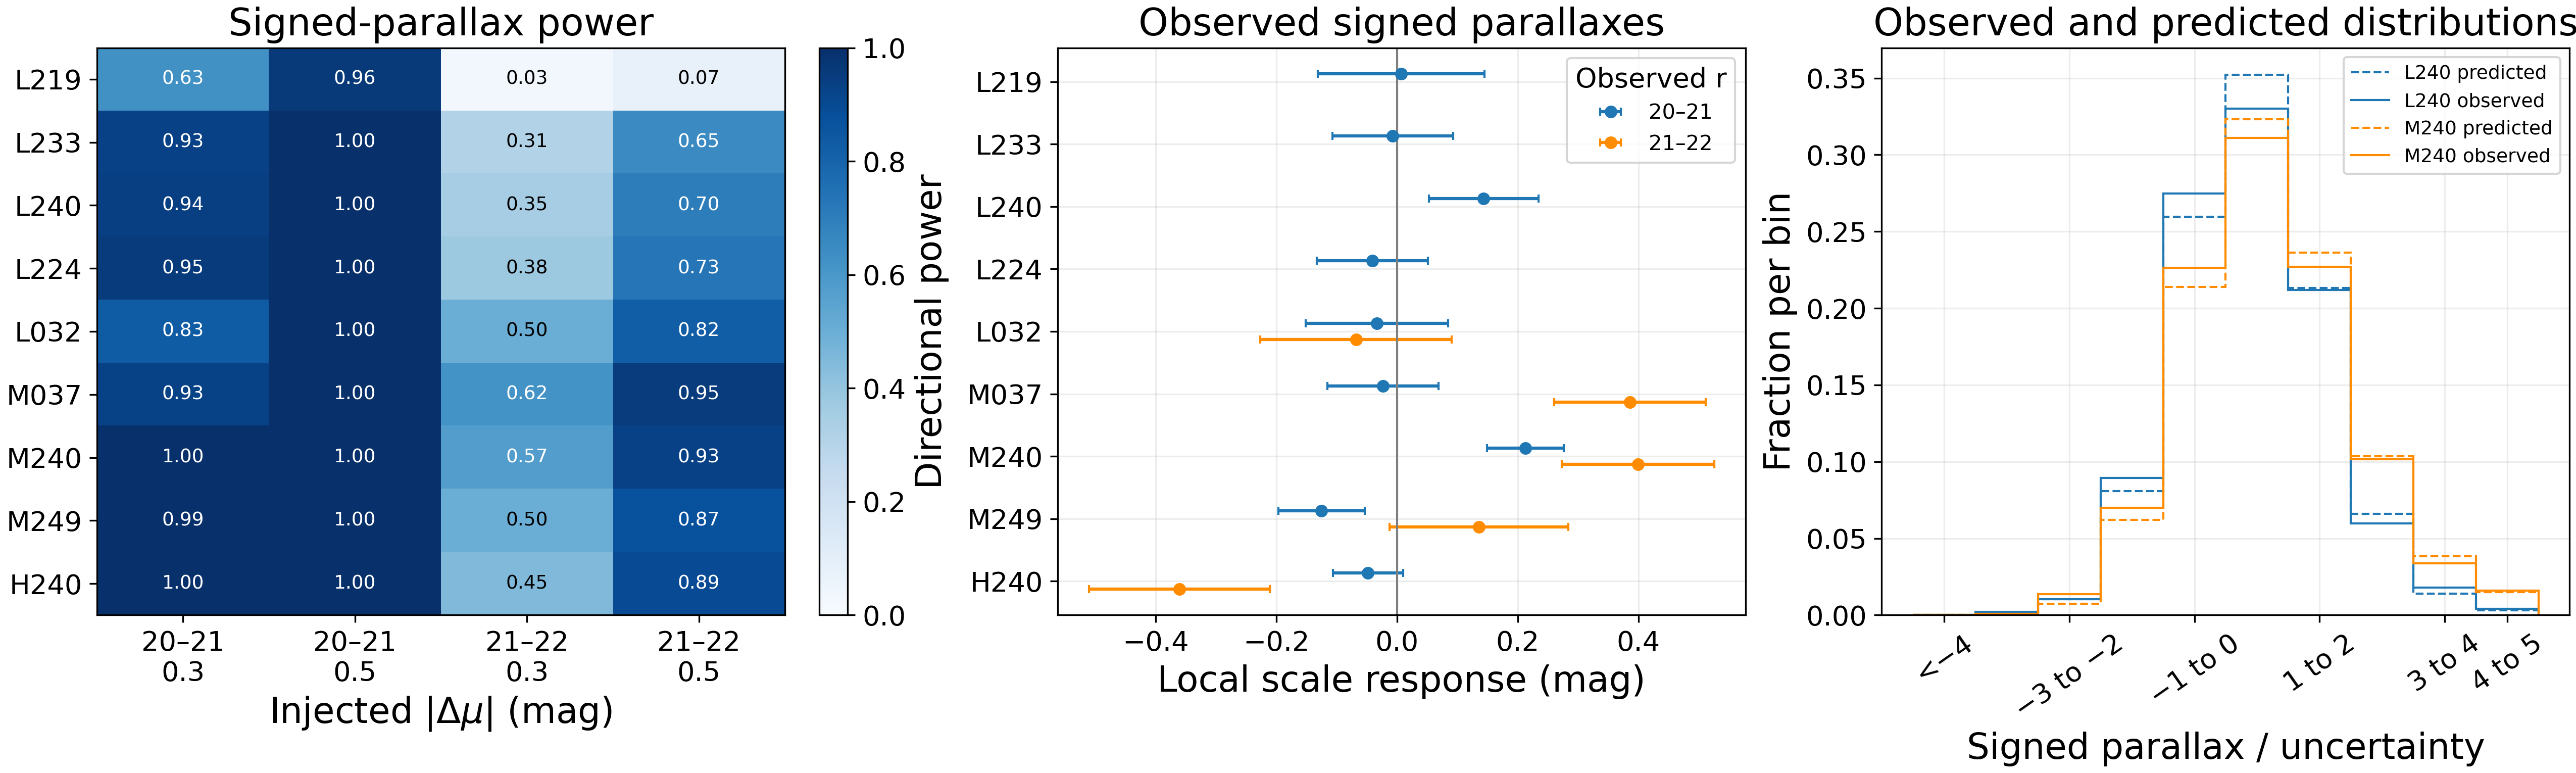 Signed-parallax power
L219
L233
L240
L224
L032
M037
M240
M249
H240
0.63 0.96 0.03 0.07
0.93 1.00 0.31 0.65
0.94 1.00 0.35 0.70
0.95 1.00 0.38 0.73
0.83 1.00 0.50 0.82
0.93 1.00 0.62 0.95
1.00 1.00 0.57 0.93
0.99 1.00 0.50 0.87
1.00 1.00 0.45 0.89
20–21 20–21 21–22 21–22
0.3 0.5 0.3 0.5
Injected |Δμ| (mag)
1.0
0.8
0.6
0.4
0.2
0.0
Directional power
Observed signed parallaxes
L219
L233
L240
L224
L032
M037
M240
M249
H240
Observed r
20–21
21–22
−0.4 −0.2 0.0 0.2 0.4
Local scale response (mag)
Observed and predicted distributions
Fraction per bin
0.35
0.30
0.25
0.20
0.15
0.10
0.05
0.00
L240 predicted
L240 observed
M240 predicted
M240 observed
<−4 −3 to −2 −1 to 0 1 to 2 3 to 4 4 to 5
Signed parallax / uncertainty